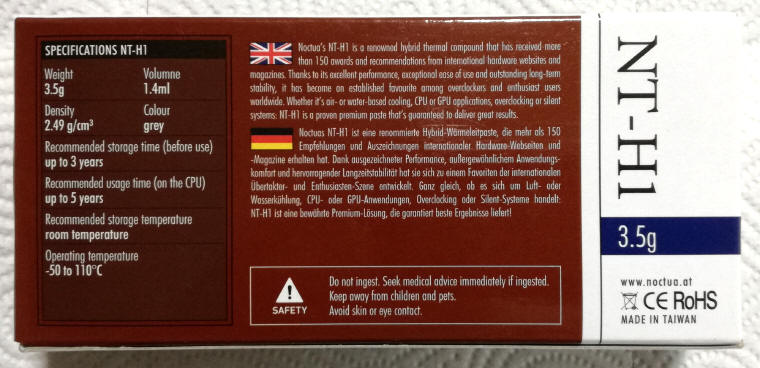 SPECIFICATIONS NT-H1
Weight
3.5g
Volumne
1.4ml
Density
2.49 g/cm³
Colour
grey
Recommended storage time (before use)
up to 3 years
Recommended usage time (on the CPU)
up to 5 years
Recommended storage temperature
room temperature
Operating temperature
-50 to 110°C
Noctua's NT-H1 is a renowned hybrid thermal compound that has received more
than 150 awards and recommendations from international hardware websites and
magazines. Thanks to its excellent performance, exceptional ease of use and outstanding long-term
stability, it has become an established favourite among overclockers and enthusiast users
worldwide. Whether it's air- or water-based cooling, CPU or GPU applications, overclocking or silent
systems: NT-H1 is a proven premium paste that's guaranteed to deliver great results.
Noctuas NT-H1 ist eine renommierte Hybrid-Wärmeleitpaste, die mehr als 150
Empfehlungen und Auszeichnungen internationaler Hardware-Webseiten und
-Magazine erhalten hat. Dank ausgezeichneter Performance, außergewöhnlichem Anwendungs-
komfort und hervorragender Langzeitstabilität hat sie sich zu einem Favoriten der internationalen
Übertakter- und Enthusiasten-Szene entwickelt. Ganz gleich, ob es sich um Luft- oder
Wasserkühlung, CPU- oder GPU-Anwendungen, Overclocking oder Silent-Systeme handelt:
NT-H1 ist eine bewährte Premium-Lösung, die garantiert beste Ergebnisse liefert!
SAFETY
Do not ingest. Seek medical advice immediately if ingested.
Keep away from children and pets.
Avoid skin or eye contact.
NT-H1
3.5g
www.noctua.at
CE RoHS
MADE IN TAIWAN